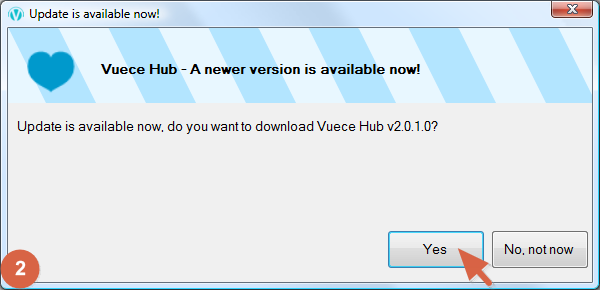 Update is available now!
Vuece Hub - A newer version is available now!
Update is available now, do you want to download Vuece Hub v2.0.1.0?
Yes
No, not now
2